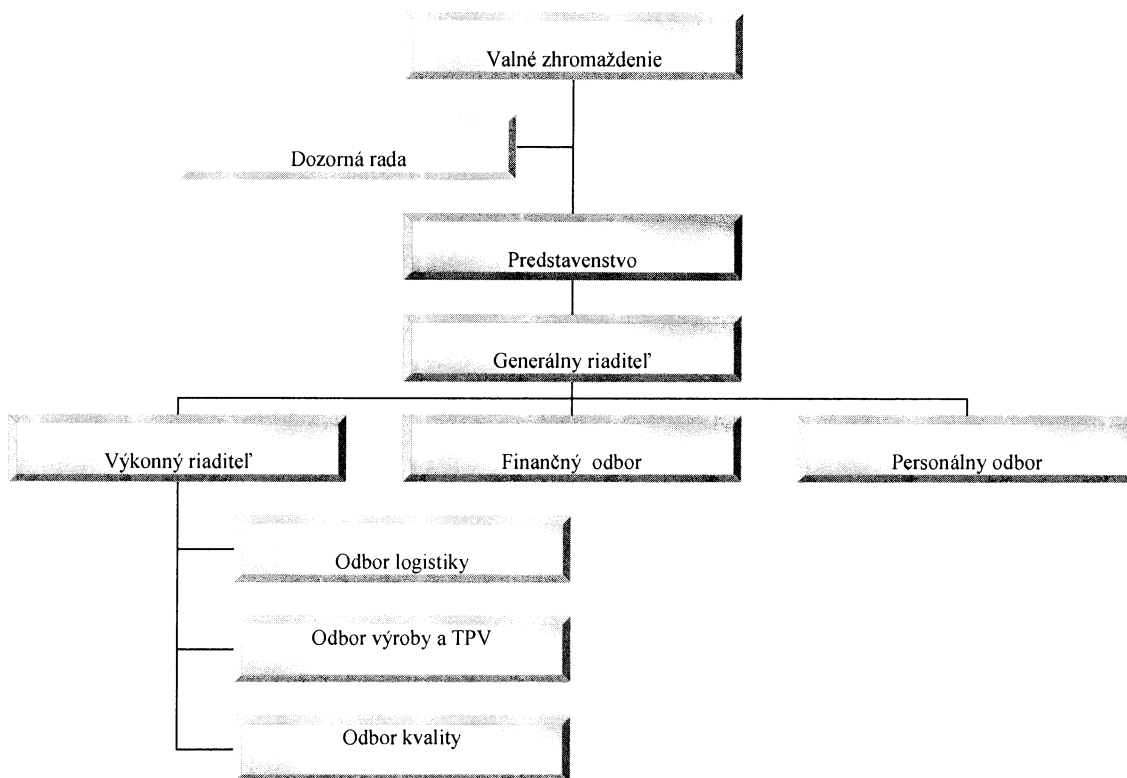 Valné zhromaždenie
Dozorná rada
Predstavenstvo
Generálny riaditeľ
Výkonný riaditeľ
Finančný odbor
Personálny odbor
Odbor logistiky
Odbor výroby a TPV
Odbor kvality